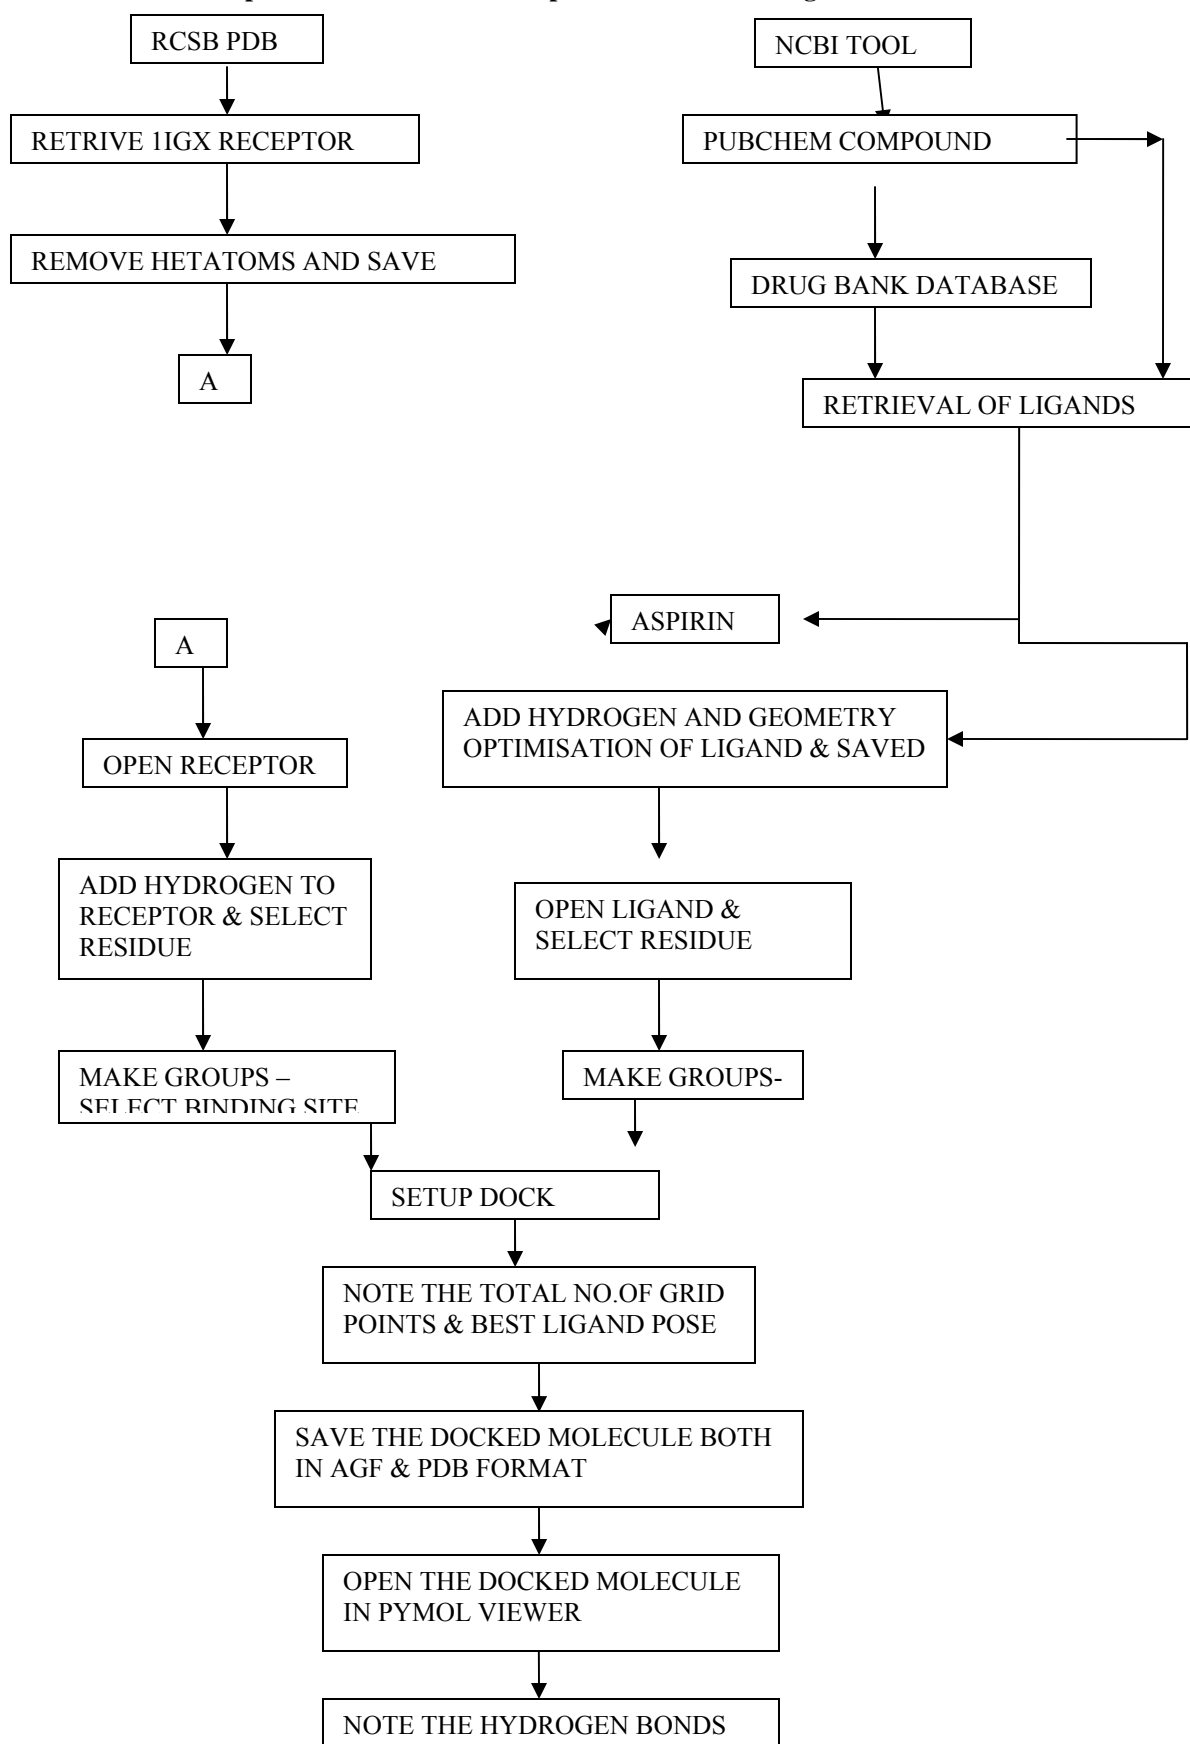 RCSB PDB
NCBI TOOL
RETRIVE 1IGX RECEPTOR
PUBCHEM COMPOUND
REMOVE HETATOMS AND SAVE
DRUG BANK DATABASE
A
RETRIEVAL OF LIGANDS
ASPIRIN
A
ADD HYDROGEN AND GEOMETRY
OPTIMISATION OF LIGAND & SAVED
OPEN RECEPTOR
ADD HYDROGEN TO
RECEPTOR & SELECT
RESIDUE
OPEN LIGAND &
SELECT RESIDUE
MAKE GROUPS –
SELECT BINDING SITE
MAKE GROUPS-
SETUP DOCK
NOTE THE TOTAL NO.OF GRID
POINTS & BEST LIGAND POSE
SAVE THE DOCKED MOLECULE BOTH
IN AGF & PDB FORMAT
OPEN THE DOCKED MOLECULE
IN PYMOL VIEWER
NOTE THE HYDROGEN BONDS